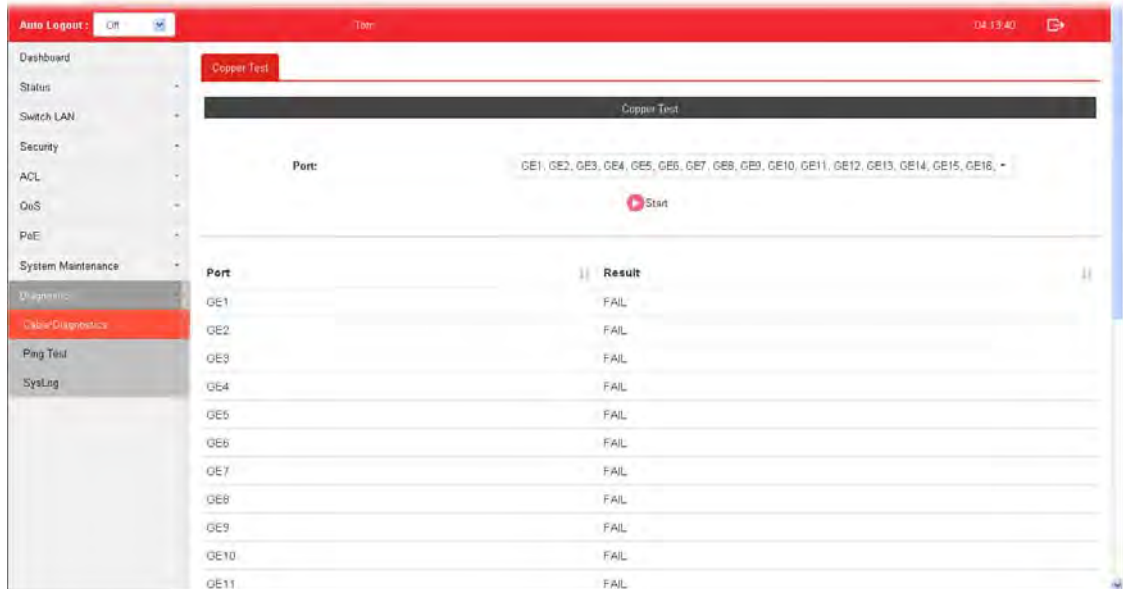 Auto Logout : Off 04:13:40
Dashboard
Status
Switch LAN
Security
ACL
QoS
PoE
System Maintenance
Diagnostic
Cable Diagnostics
Ping Test
SysLog
Copper Test
Copper Test
Port: GE1, GE2, GE3, GE4, GE5, GE6, GE7, GE8, GE9, GE10, GE11, GE12, GE13, GE14, GE15, GE16,
Start
Port Result
GE1 FAIL
GE2 FAIL
GE3 FAIL
GE4 FAIL
GE5 FAIL
GE6 FAIL
GE7 FAIL
GE8 FAIL
GE9 FAIL
GE10 FAIL
GE11 FAIL